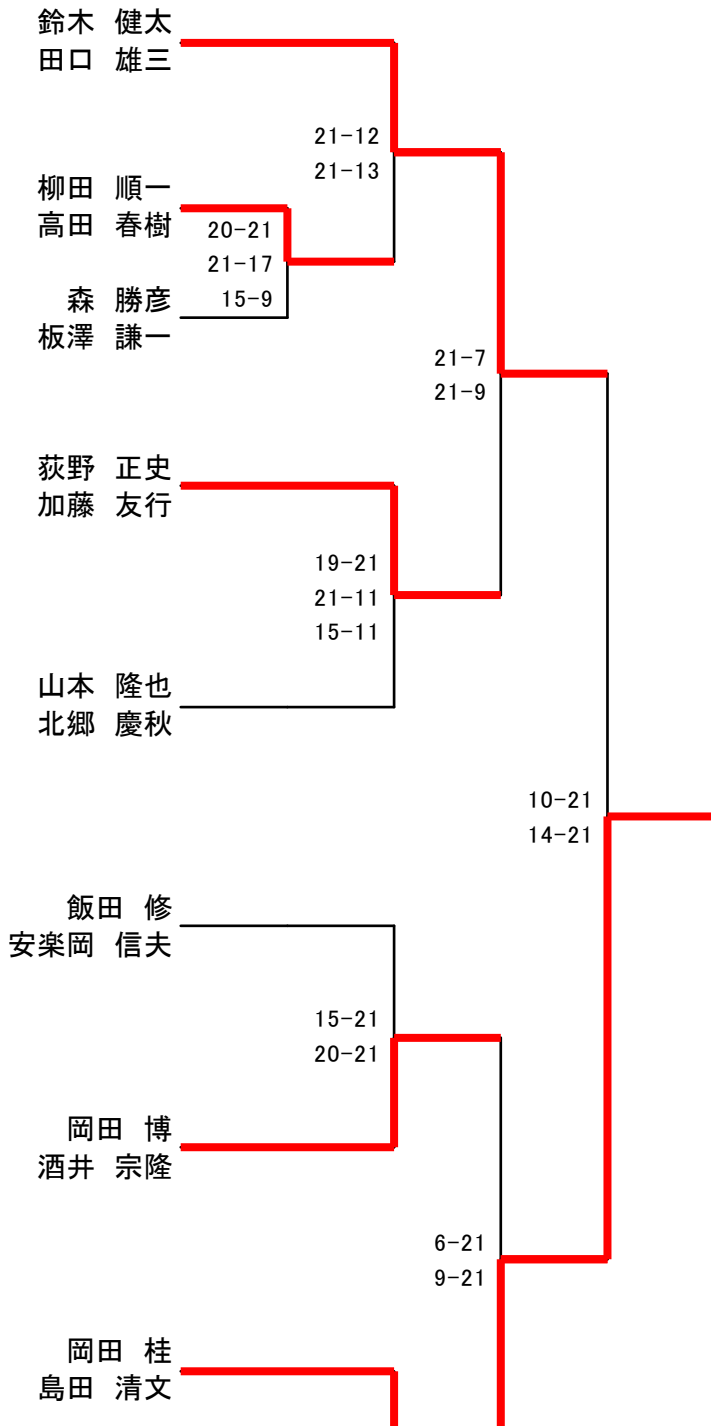 鈴木 健太
田口 雄三
21-12
21-13
柳田 順一
高田 春樹
20-21
21-17
15-9
森 勝彦
板澤 謙一
21-7
21-9
荻野 正史
加藤 友行
19-21
21-11
15-11
山本 隆也
北郷 慶秋
10-21
14-21
飯田 修
安楽岡 信夫
15-21
20-21
岡田 博
酒井 宗隆
6-21
9-21
岡田 桂
島田 清文